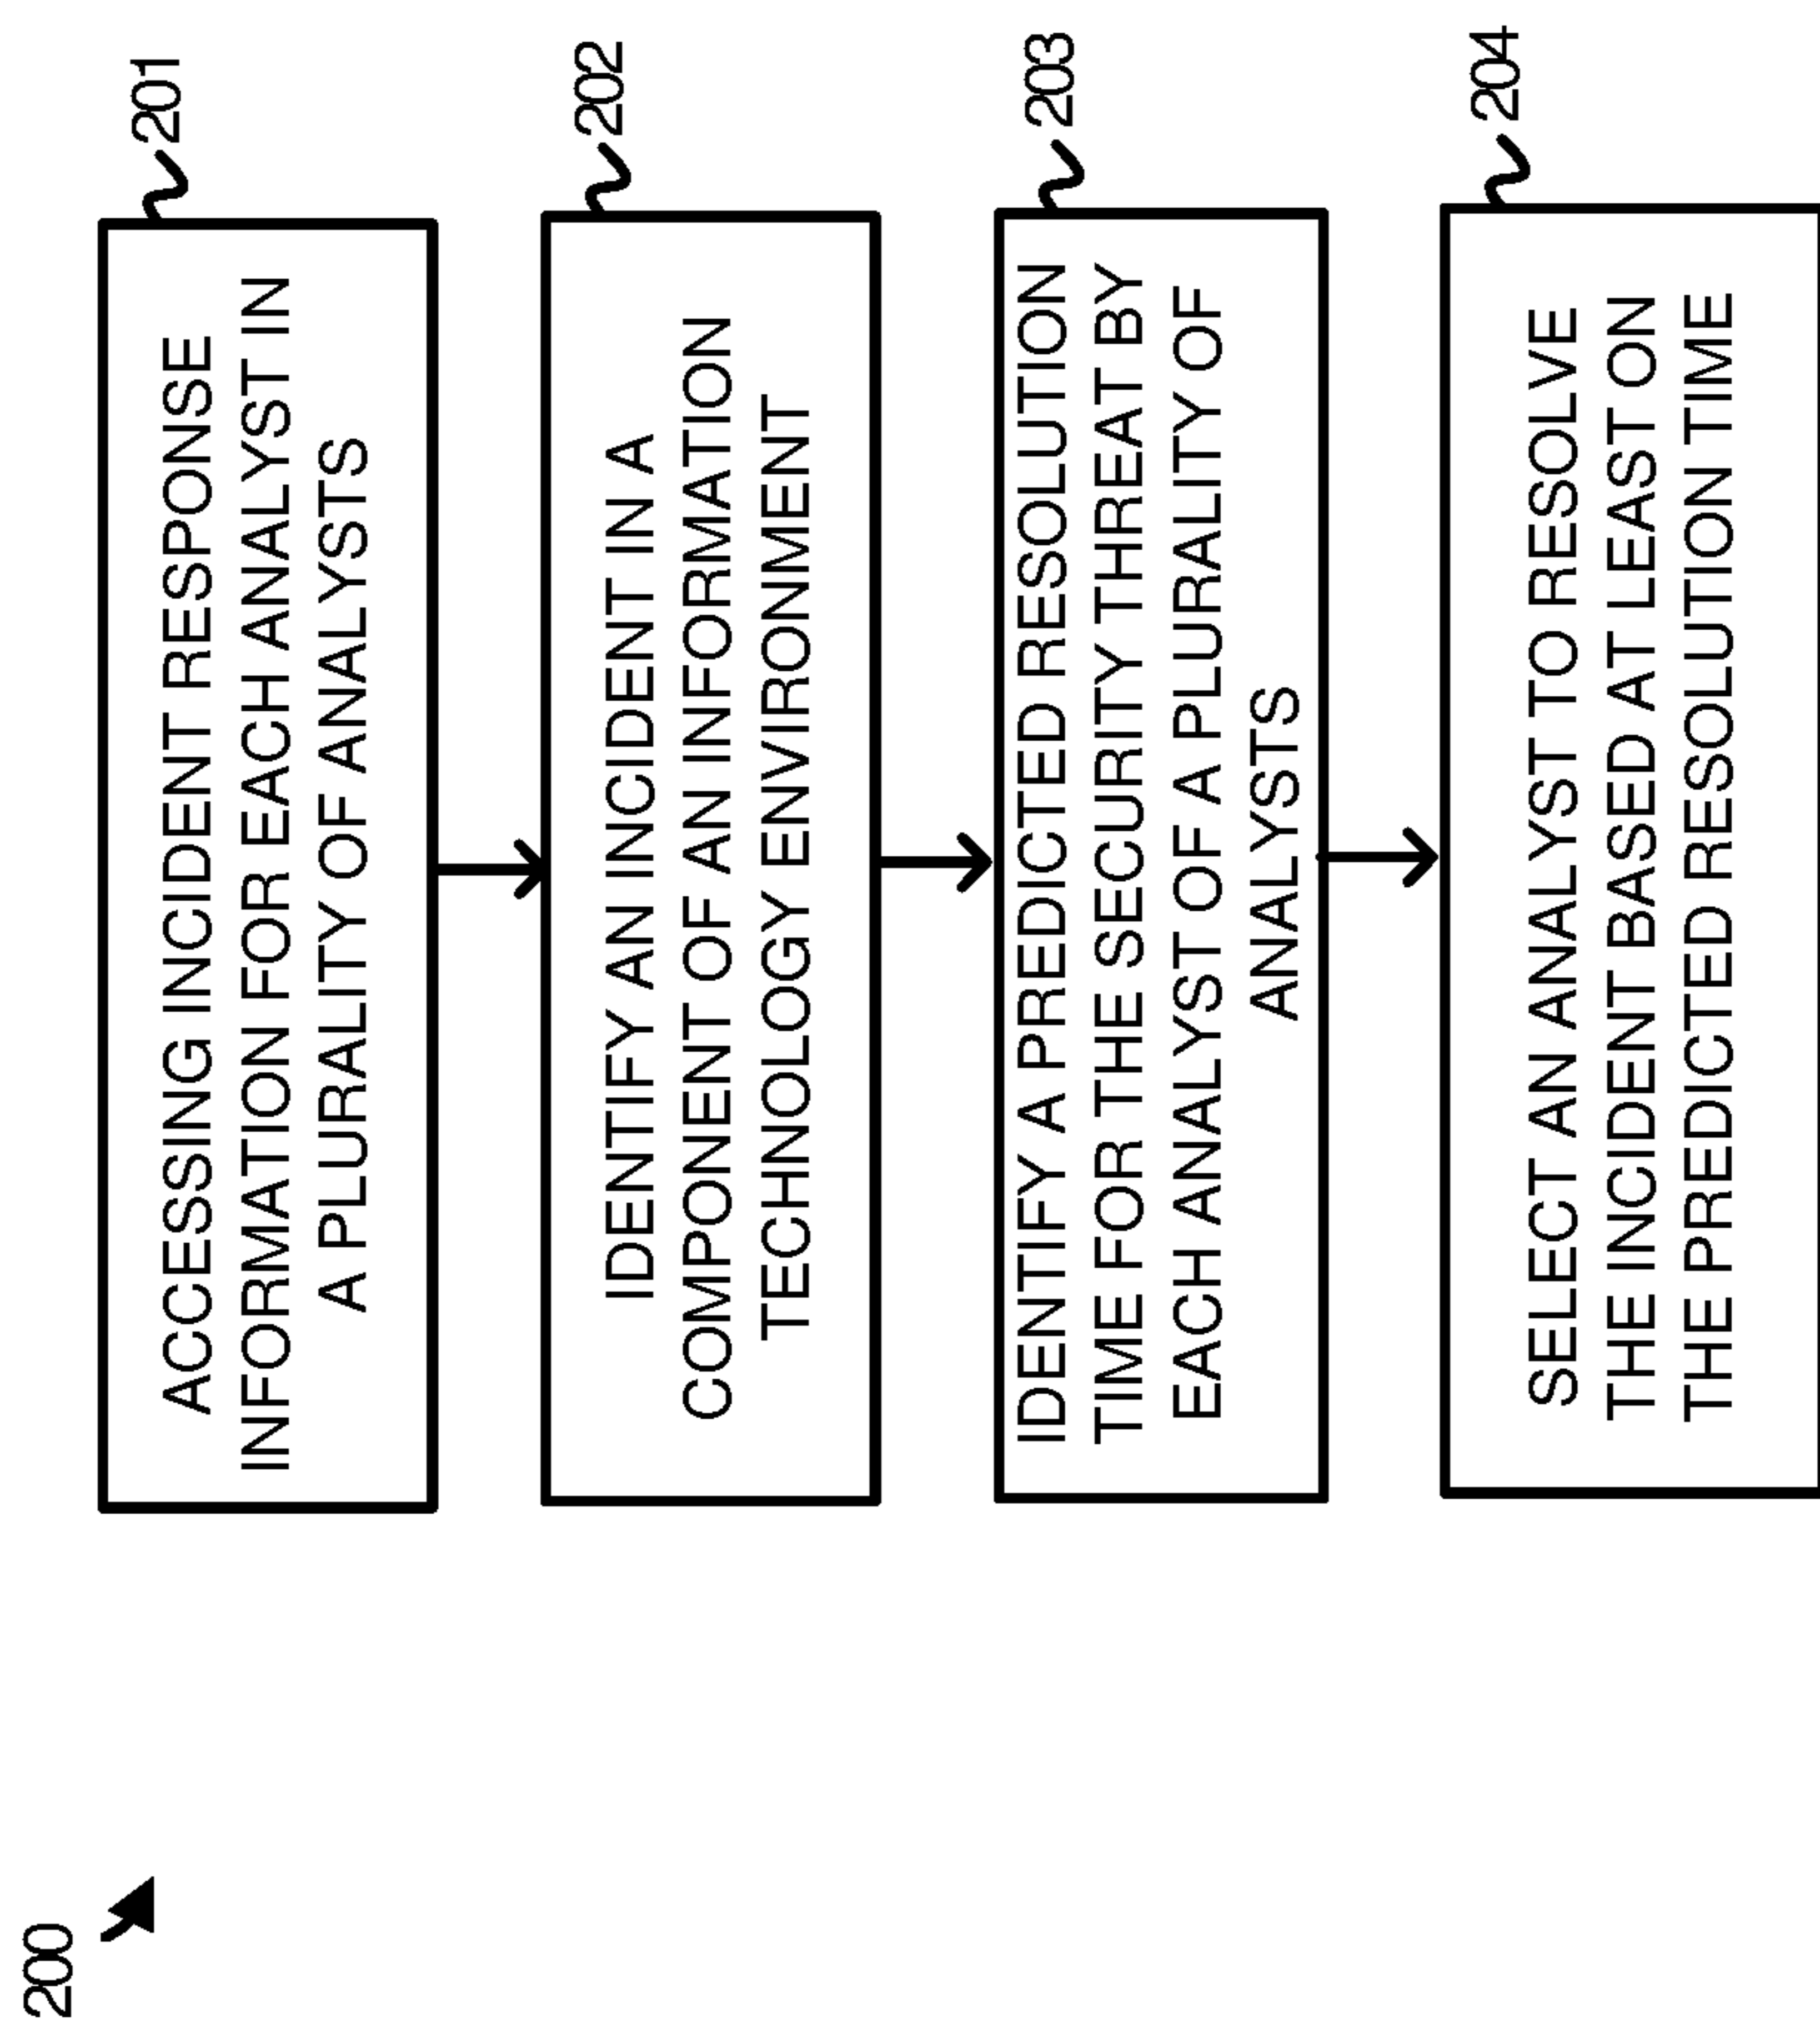 200
201
ACCESSING INCIDENT RESPONSE
INFORMATION FOR EACH ANALYST IN
A PLURALITY OF ANALYSTS
202
IDENTIFY AN INCIDENT IN A
COMPONENT OF AN INFORMATION
TECHNOLOGY ENVIRONMENT
203
IDENTIFY A PREDICTED RESOLUTION
TIME FOR THE SECURITY THREAT BY
EACH ANALYST OF A PLURALITY OF
ANALYSTS
204
SELECT AN ANALYST TO RESOLVE
THE INCIDENT BASED AT LEAST ON
THE PREDICTED RESOLUTION TIME